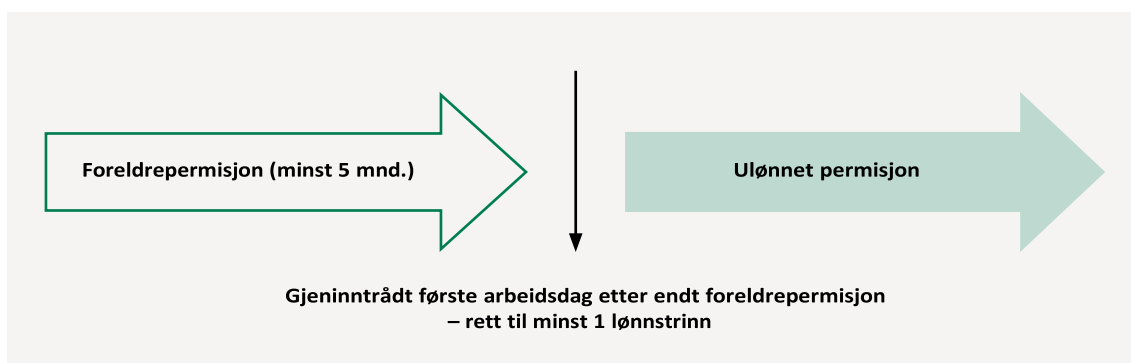 Foreldrepermisjon (minst 5 mnd.)
Ulønnet permisjon
Gjeninntrådt første arbeidsdag etter endt foreldrepermisjon
– rett til minst 1 lønnstrinn